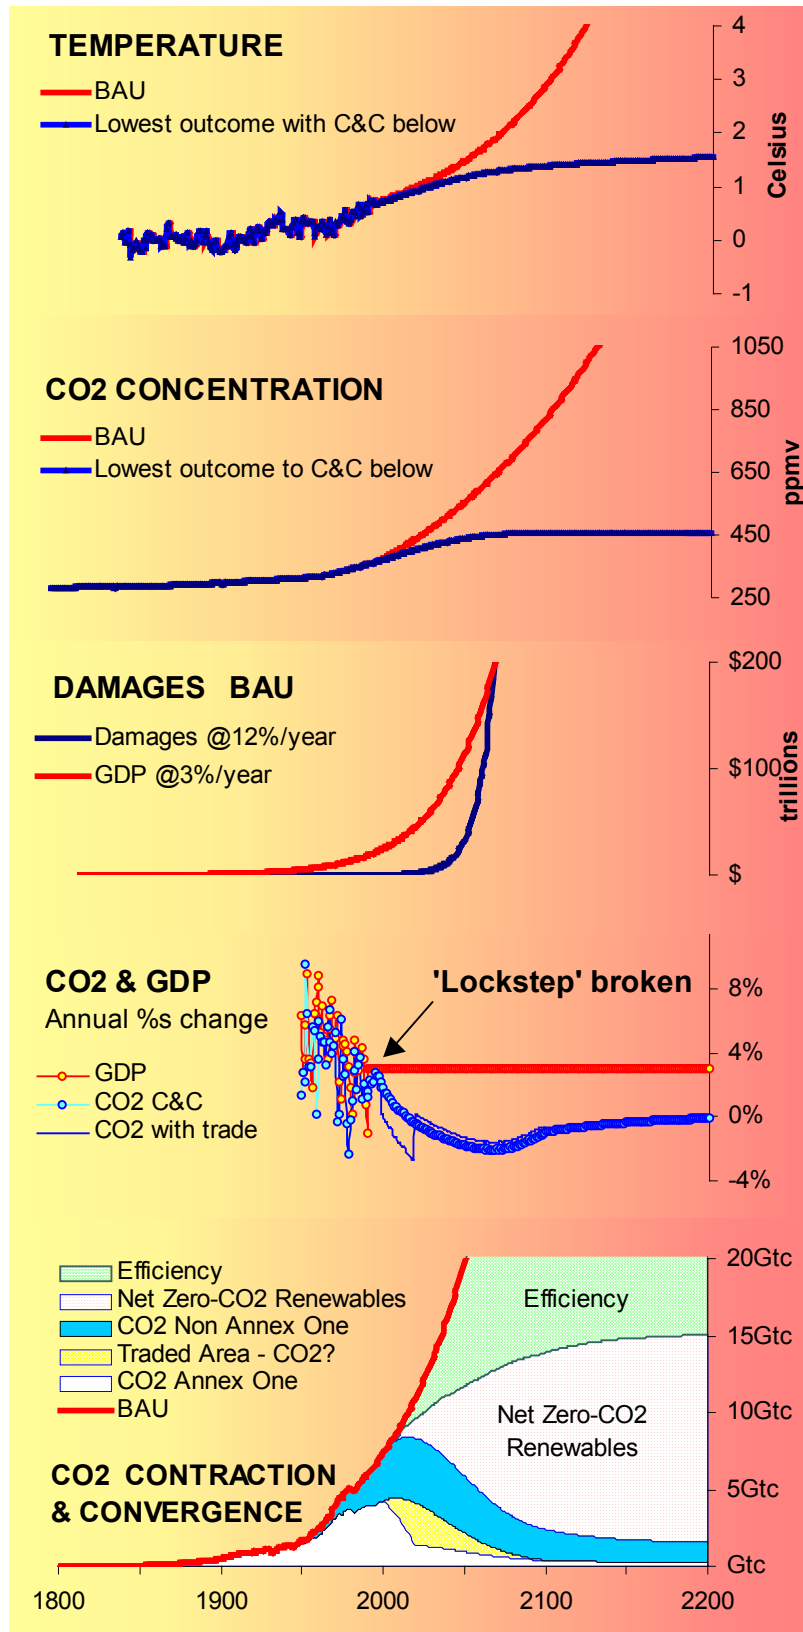 TEMPERATURE
BAU
Lowest outcome with C&C below
4
3
2
1
0
-1
Celsius
CO2 CONCENTRATION
BAU
Lowest outcome to C&C below
1050
850
650
450
250
ppmv
DAMAGES BAU
Damages @12%/year
GDP @3%/year
$200
$100
$
trillions
CO2 & GDP
Annual %s change
'Lockstep' broken
GDP
CO2 C&C
CO2 with trade
8%
4%
0%
-4%
Efficiency
Net Zero-CO2 Renewables
CO2 Non Annex One
Traded Area - CO2?
CO2 Annex One
BAU
Efficiency
Net Zero-CO2
Renewables
CO2 CONTRACTION
& CONVERGENCE
20Gtc
15Gtc
10Gtc
5Gtc
Gtc
1800 1900 2000 2100 2200